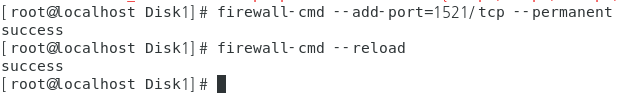 [root@localhost Disk1]# firewall-cmd --add-port=1521/tcp --permanent
success
[root@localhost Disk1]# firewall-cmd --reload
success
[root@localhost Disk1]#